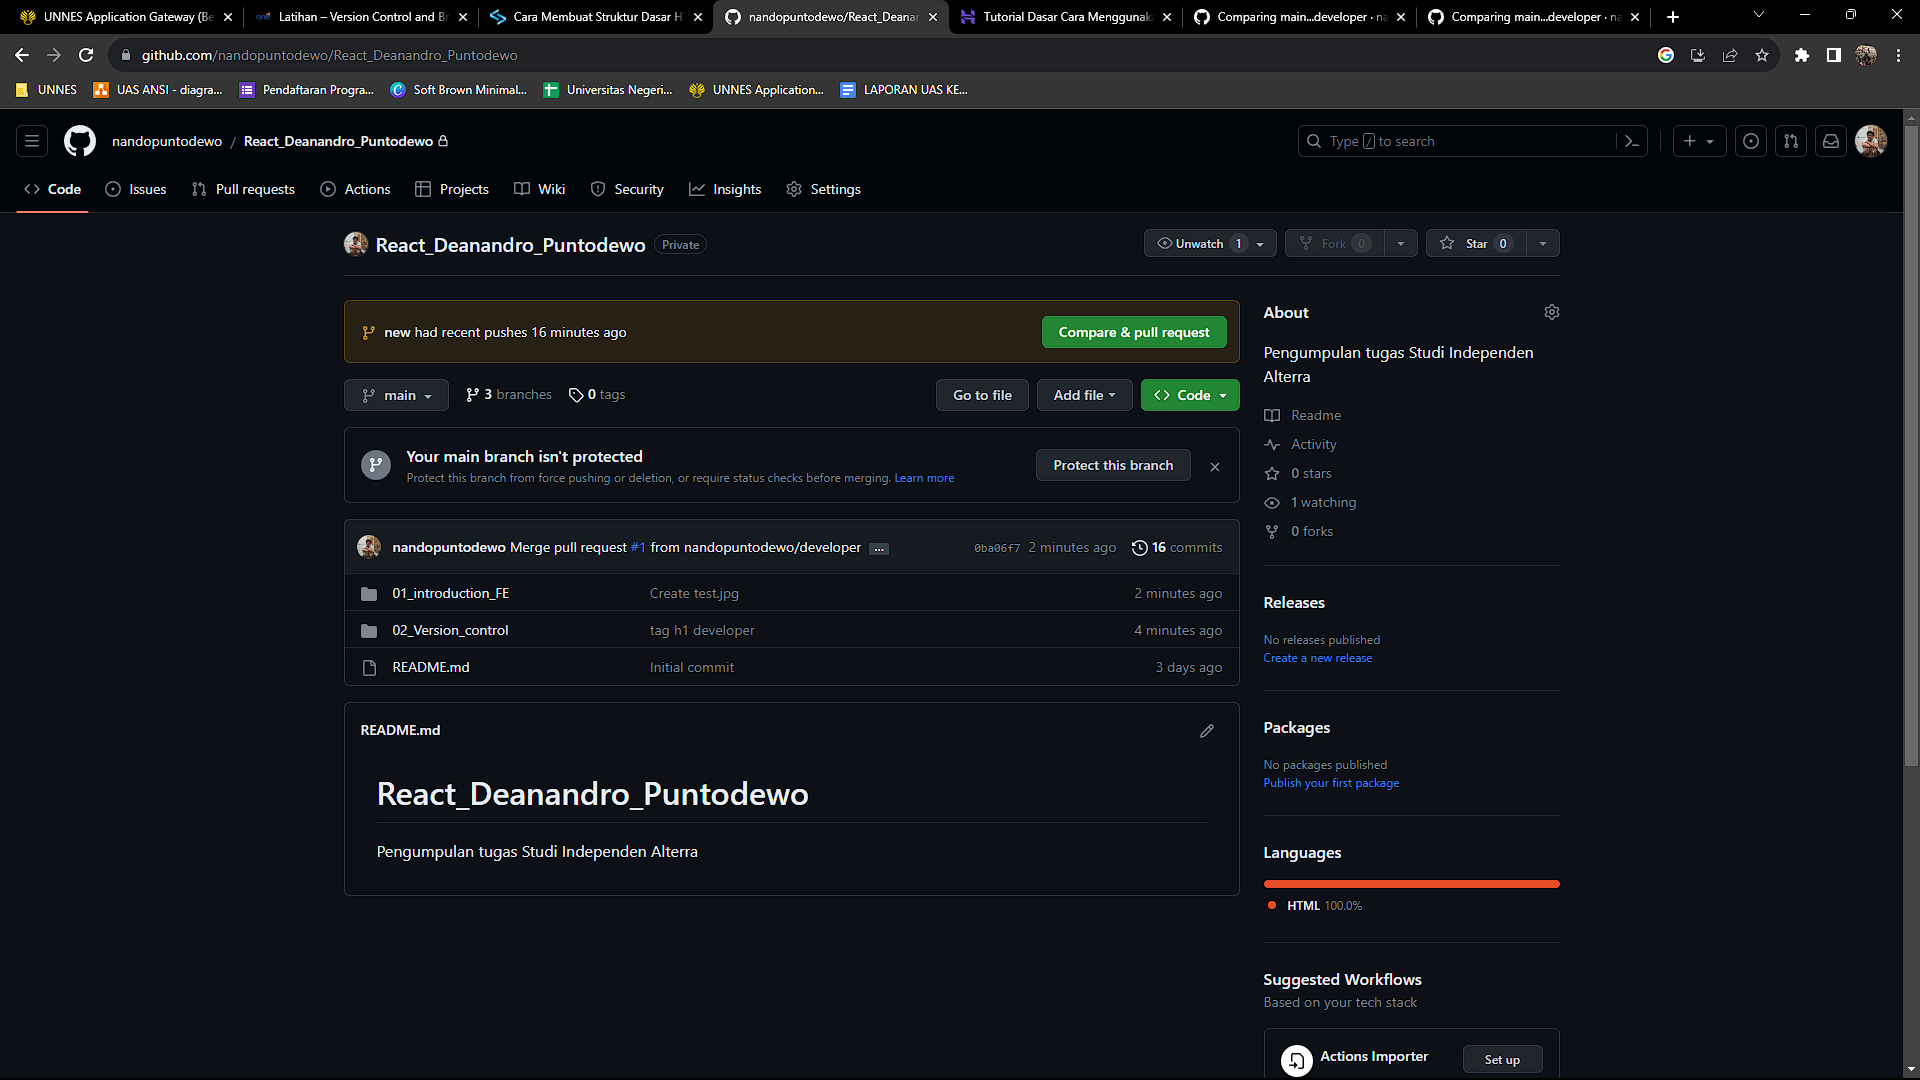 UNNES Application Gateway (Be
Latihan – Version Control and Br
Cara Membuat Struktur Dasar H
nandopuntodewo/React_Deanan
Tutorial Dasar Cara Menggunaka
Comparing main...developer · na
Comparing main...developer · na
github.com/nandopuntodewo/React_Deanandro_Puntodewo
UNNES
UAS ANSI - diagra...
Pendaftaran Progra...
Soft Brown Minimal...
Universitas Negeri...
UNNES Application...
LAPORAN UAS KE...
nandopuntodewo / React_Deanandro_Puntodewo
Type / to search
Code
Issues
Pull requests
Actions
Projects
Wiki
Security
Insights
Settings
React_Deanandro_Puntodewo Private
Unwatch 1
Fork 0
Star 0
new had recent pushes 16 minutes ago
Compare & pull request
main
3 branches
0 tags
Go to file
Add file
Code
Your main branch isn't protected
Protect this branch from force pushing or deletion, or require status checks before merging. Learn more
Protect this branch
nandopuntodewo Merge pull request #1 from nandopuntodewo/developer ...
0ba06f7 2 minutes ago
16 commits
01_introduction_FE
Create test.jpg
2 minutes ago
02_Version_control
tag h1 developer
4 minutes ago
README.md
Initial commit
3 days ago
README.md
React_Deanandro_Puntodewo
Pengumpulan tugas Studi Independen Alterra
About
Pengumpulan tugas Studi Independen
Alterra
Readme
Activity
0 stars
1 watching
0 forks
Releases
No releases published
Create a new release
Packages
No packages published
Publish your first package
Languages
HTML 100.0%
Suggested Workflows
Based on your tech stack
Actions Importer
Set up